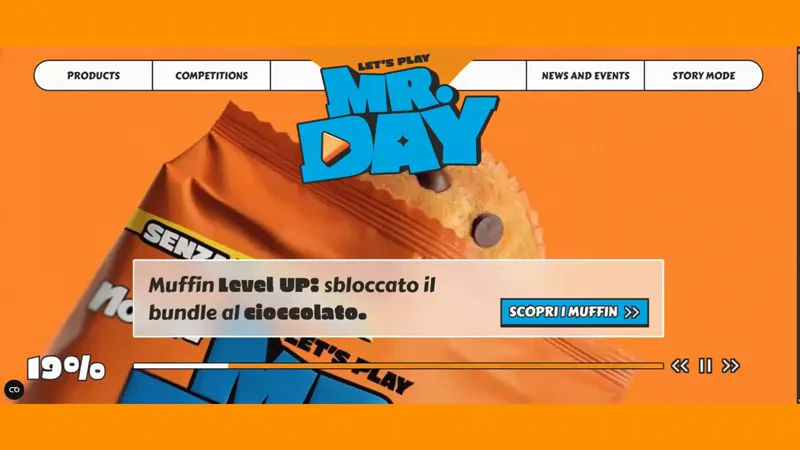 PRODUCTS
COMPETITIONS
LET'S PLAY
MR.
DAY
NEWS AND EVENTS
STORY MODE
SENZA
Muffin Level UP: sbloccato il
bundle al cioccolato.
SCOPRI I MUFFIN
LET'S PLAY
19%